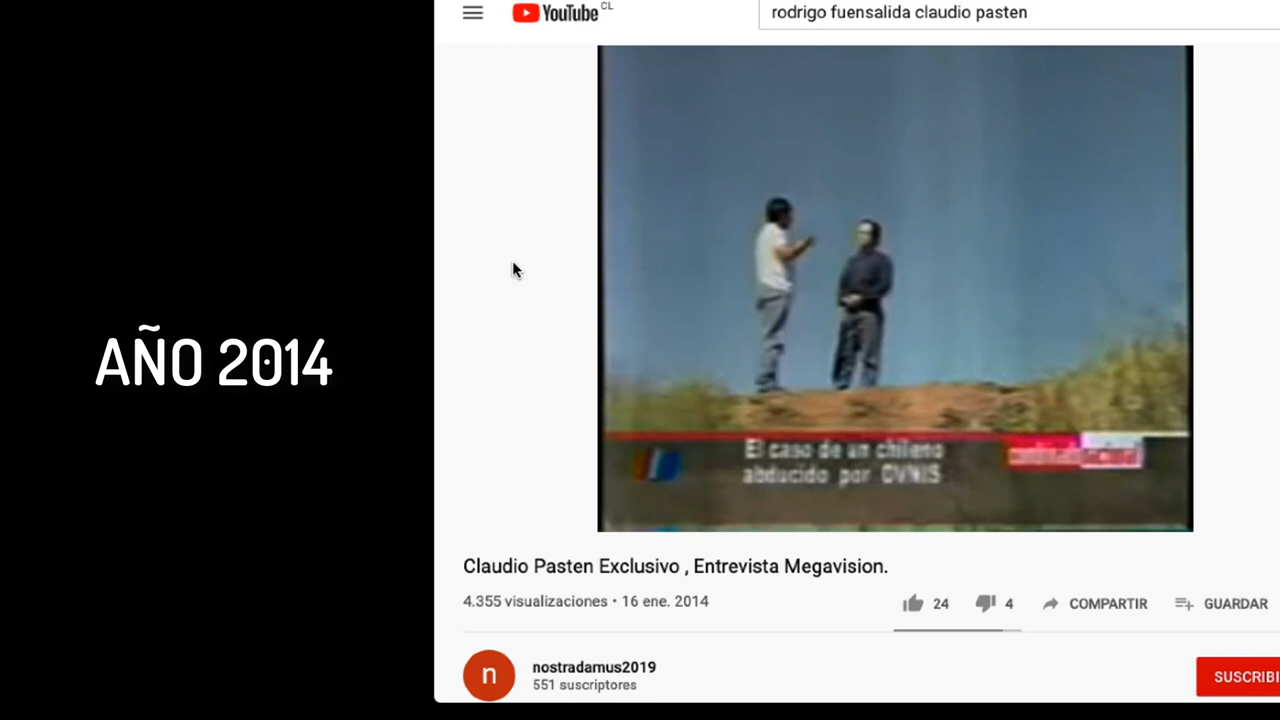 YouTube CL
rodrigo fuensalida claudio pasten
AÑO 2014
El caso de un chileno
abducido por OVNIS
nacional
Claudio Pasten Exclusivo , Entrevista Megavision.
4.355 visualizaciones • 16 ene. 2014
24
4
COMPARTIR
GUARDAR
n
nostradamus2019
551 suscriptores
SUSCRIBI